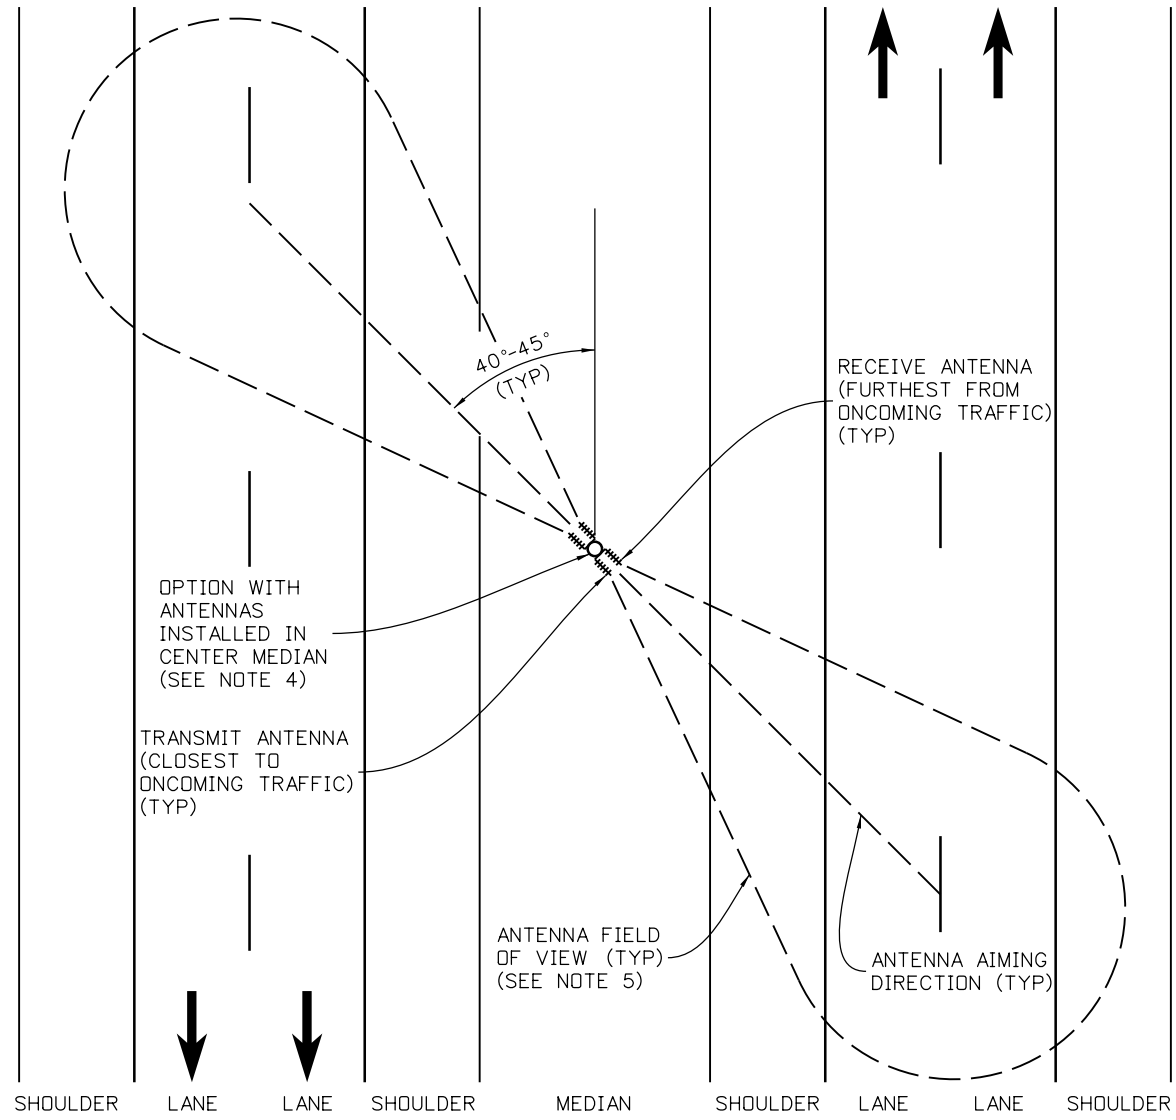 40°-45°
(TYP)
RECEIVE ANTENNA
(FURTHEST FROM
ONCOMING TRAFFIC)
(TYP)
OPTION WITH
ANTENNAS
INSTALLED IN
CENTER MEDIAN
(SEE NOTE 4)
TRANSMIT ANTENNA
(CLOSEST TO
ONCOMING TRAFFIC)
(TYP)
ANTENNA FIELD
OF VIEW (TYP)
(SEE NOTE 5)
ANTENNA AIMING
DIRECTION (TYP)
SHOULDER LANE LANE SHOULDER MEDIAN SHOULDER LANE LANE SHOULDER